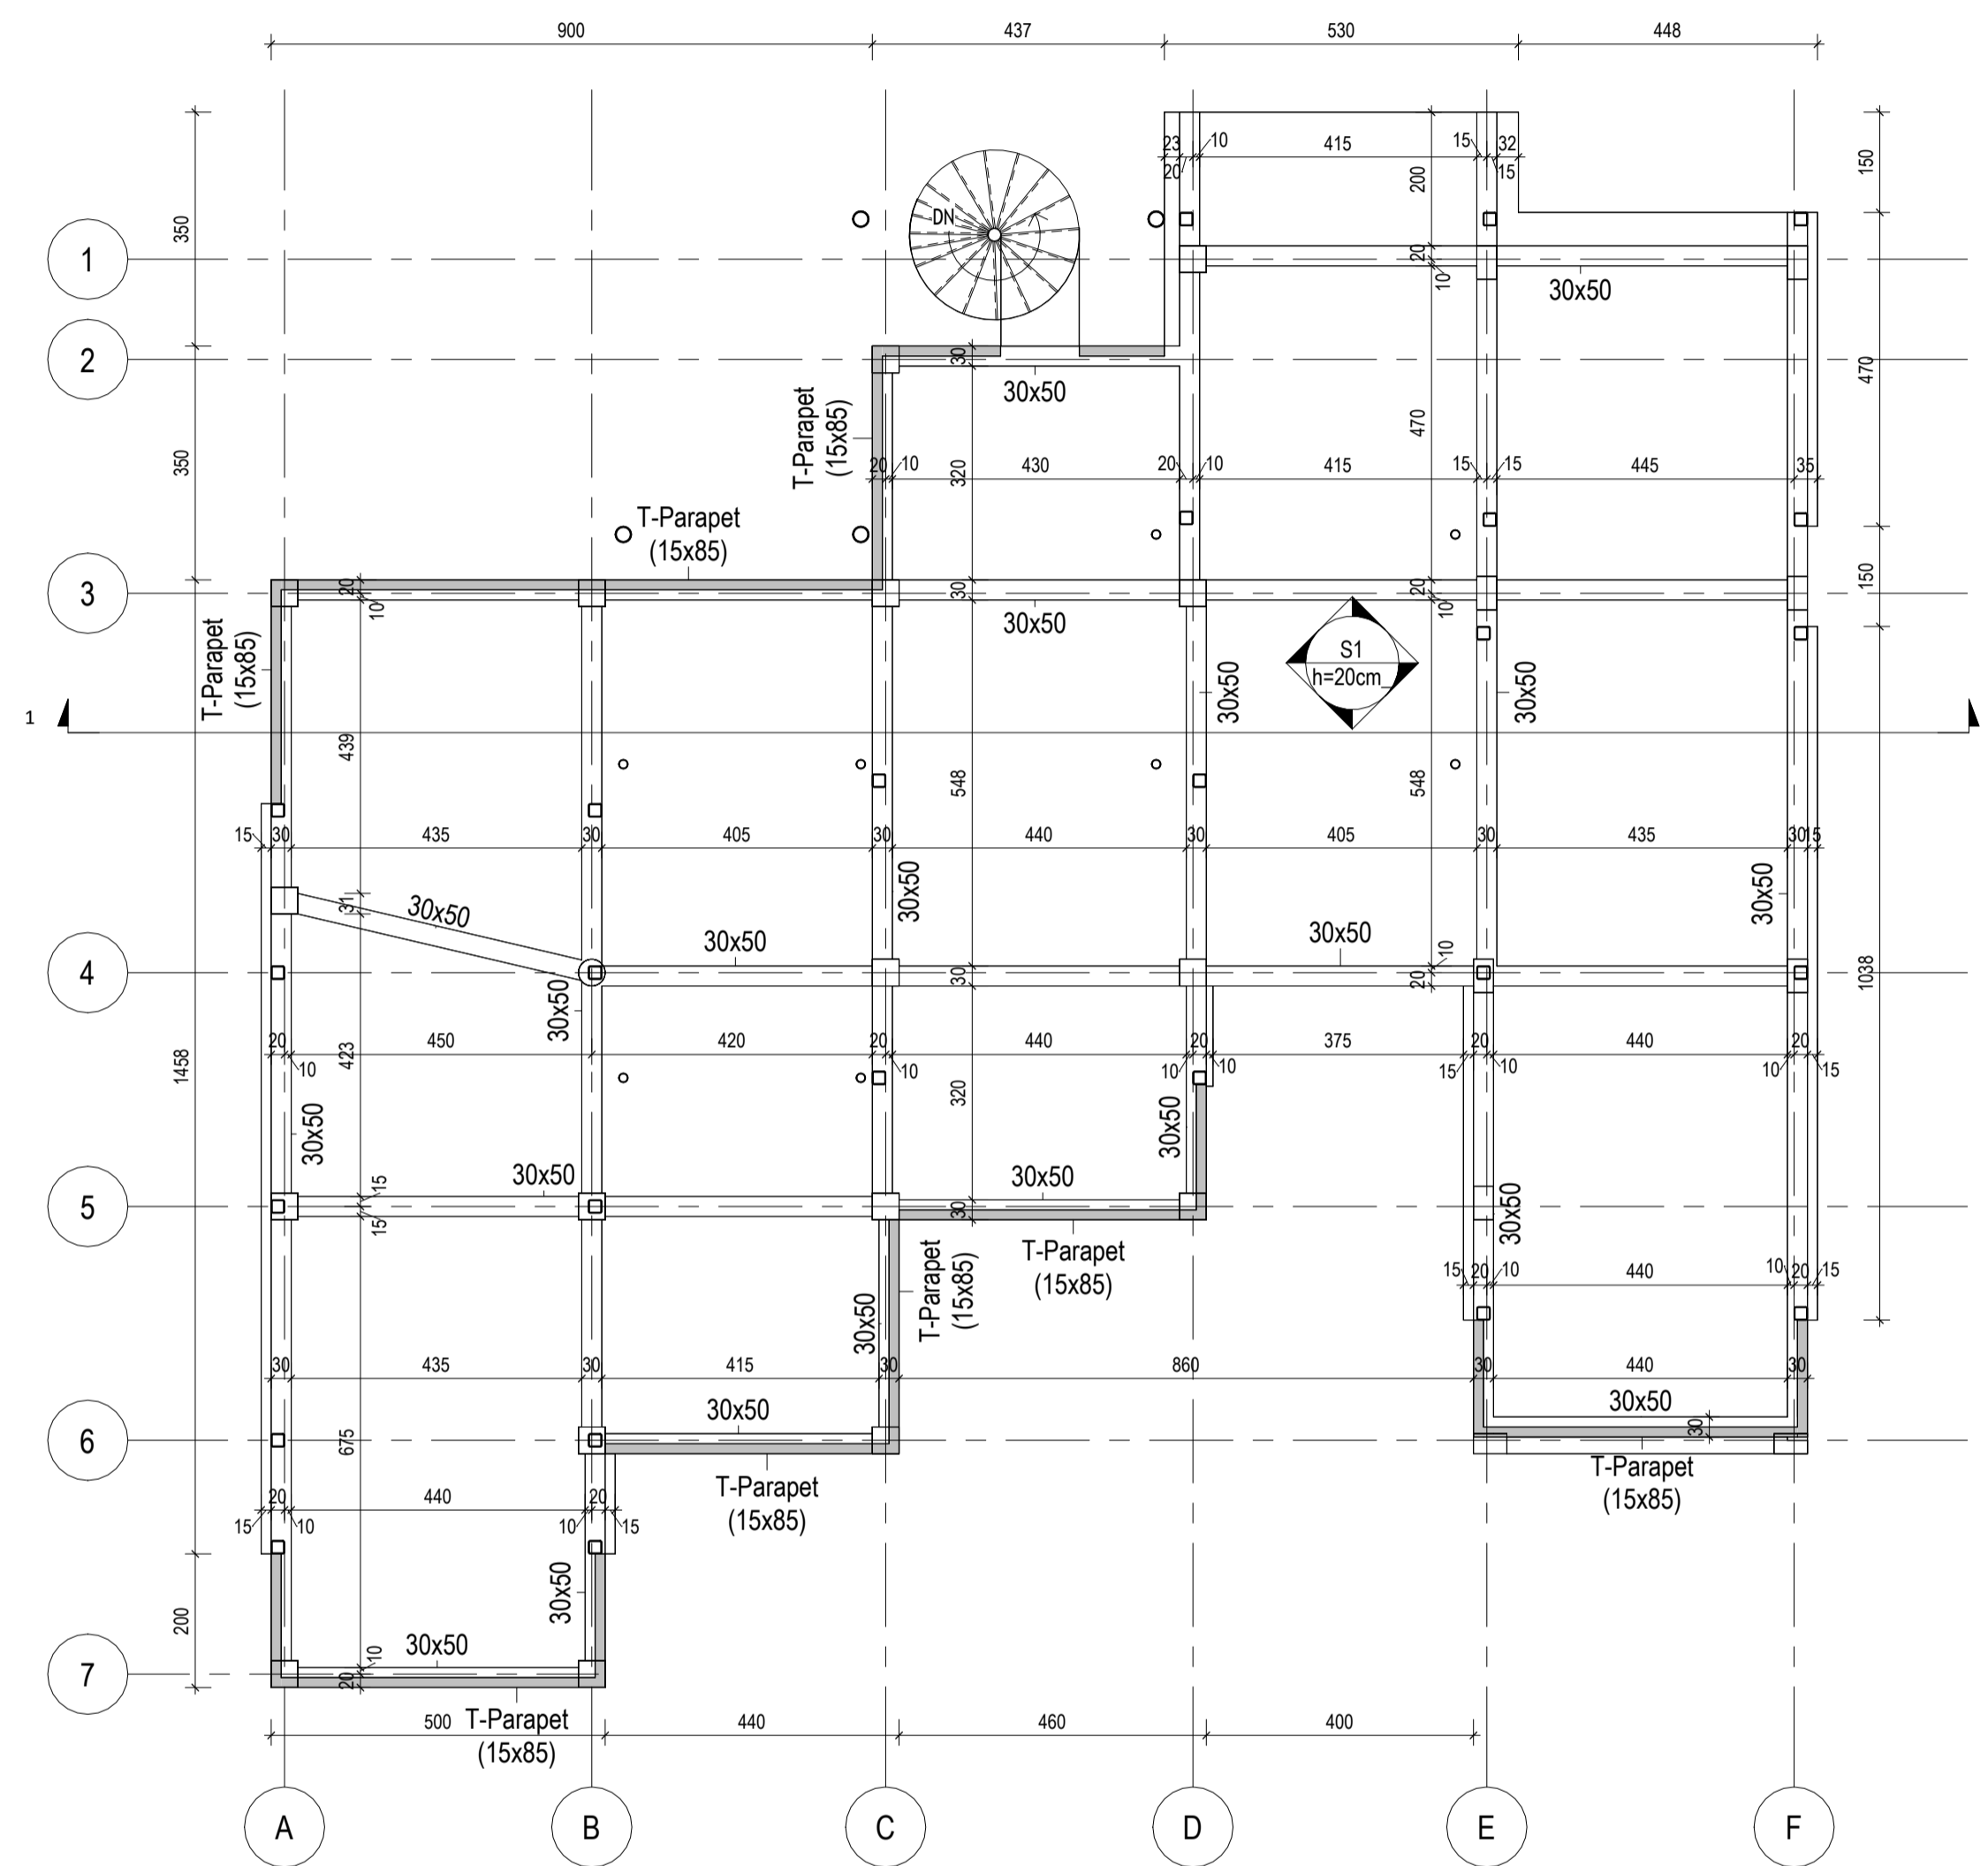 900 437 530 448
23 10 415 15 32
20 15
200
150
350
DN
1
20
10
30x50
2
30
30x50
T-Parapet
(15x85)
470
470
350
20 10 430 20 10 415 15 15 445 35
320
T-Parapet
(15x85)
3
20
10
30
30x50
20
10
150
T-Parapet
(15x85)
30x50
S1
h=20cm
30x50
1
439
548
548
15 30 435 30 405 30 440 30 405 30 435 30 15
31
30x50
30x50
30x50
30x50
30x50
4
30x50
30
10
20
1038
1458
20 450 420 20 440 20 375 20 440 20
10 10 10 10 15 10 10 15
423
320
30x50
30x50
5
30x50
15
15
30x50
30
30x50
T-Parapet
(15x85)
T-Parapet
(15x85)
15 20 10 440 10 20 15
30x50
30 435 30 415 30 860 30 440 30
30x50
30x50
30
6
675
T-Parapet
(15x85)
T-Parapet
(15x85)
20 440 20
15 10 10 15
30x50
200
30x50
10
20
7
500 440 460 400
T-Parapet
(15x85)
A B C D E F